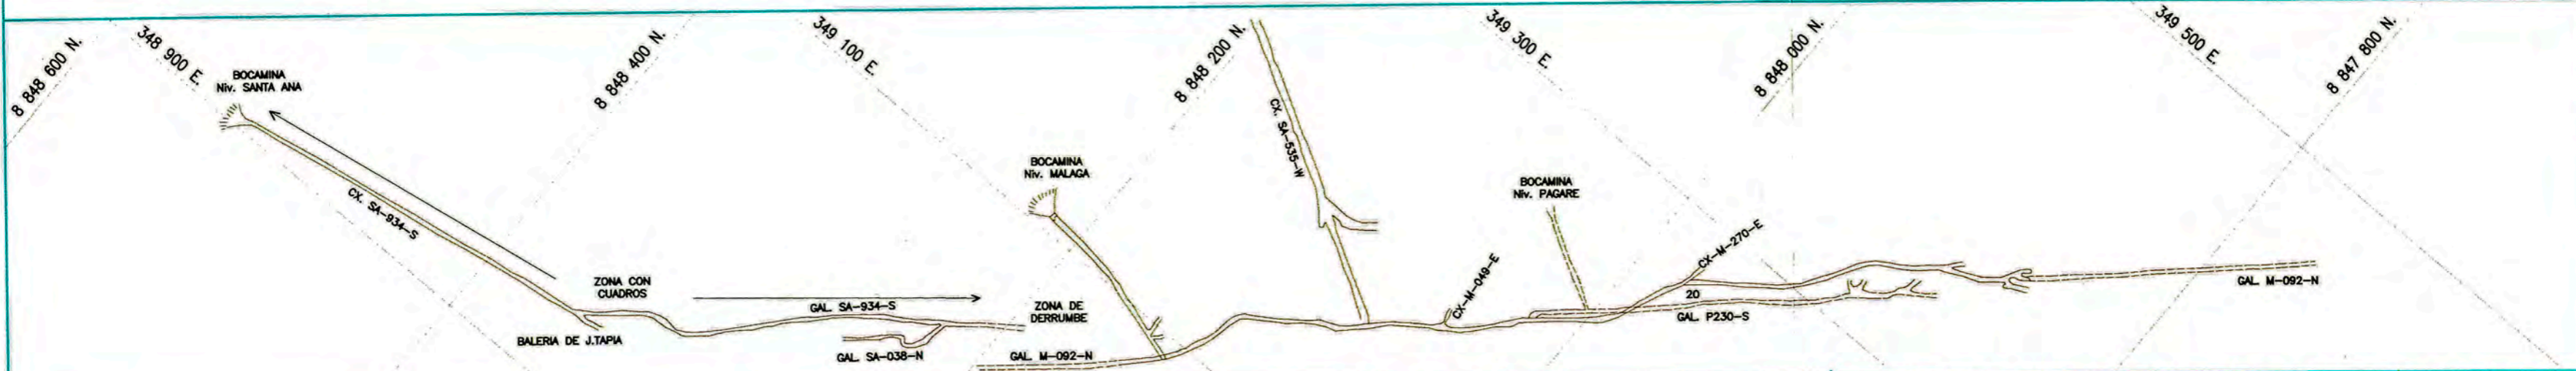 8 848 600 N.
348 900 E.
8 848 400 N.
349 100 E.
8 848 200 N.
349 300 E.
8 848 000 N.
349 500 E.
8 847 800 N.
BOCAMINA
Niv. SANTA ANA
CX. SA-934-S
ZONA CON
CUADROS
BALERIA DE J.TAPIA
GAL. SA-934-S
GAL. SA-038-N
ZONA DE
DERRUMBE
GAL. M-092-N
BOCAMINA
Niv. MALAGA
CX. SA-535-W
CX-M-049-E
BOCAMINA
Niv. PAGARE
CX-M-270-E
20
GAL. P230-S
GAL. M-092-N